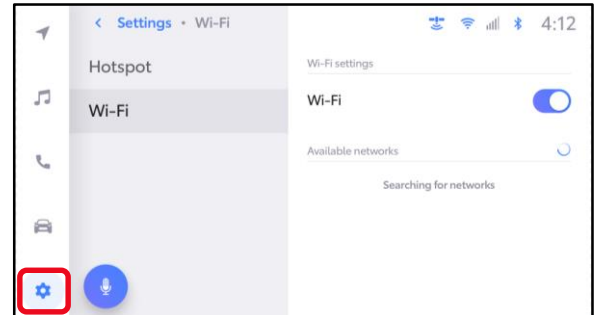 Settings • Wi-Fi
4:12
Hotspot
Wi-Fi
Wi-Fi settings
Wi-Fi
Available networks
Searching for networks